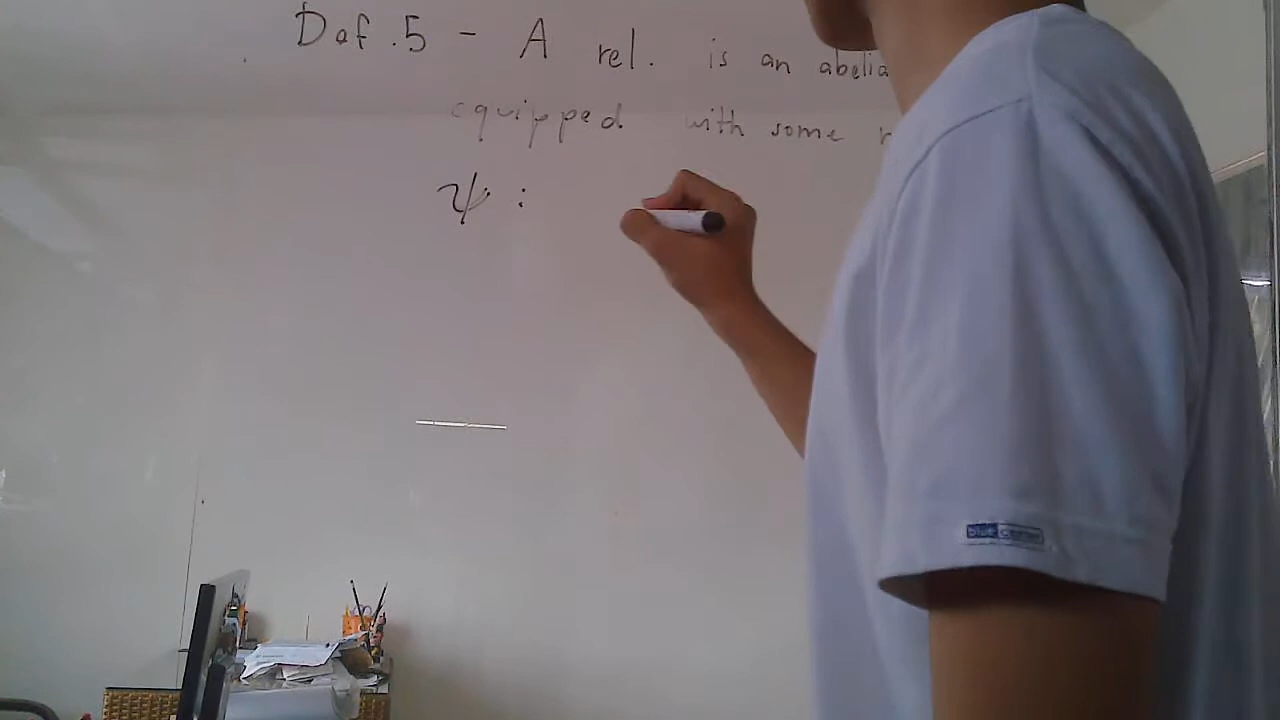 Def.5 - A rel. is an abelia
equipped with some
ψ :